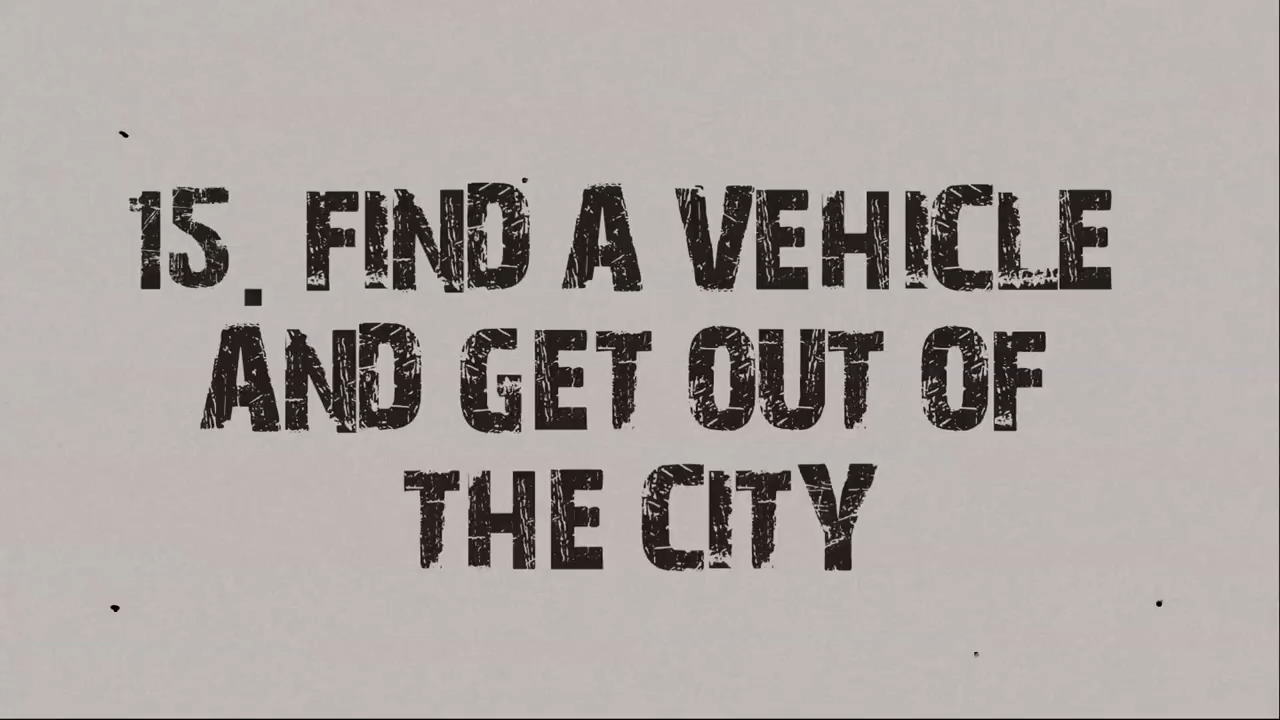 15. FIND A VEHICLE
AND GET OUT OF
THE CITY